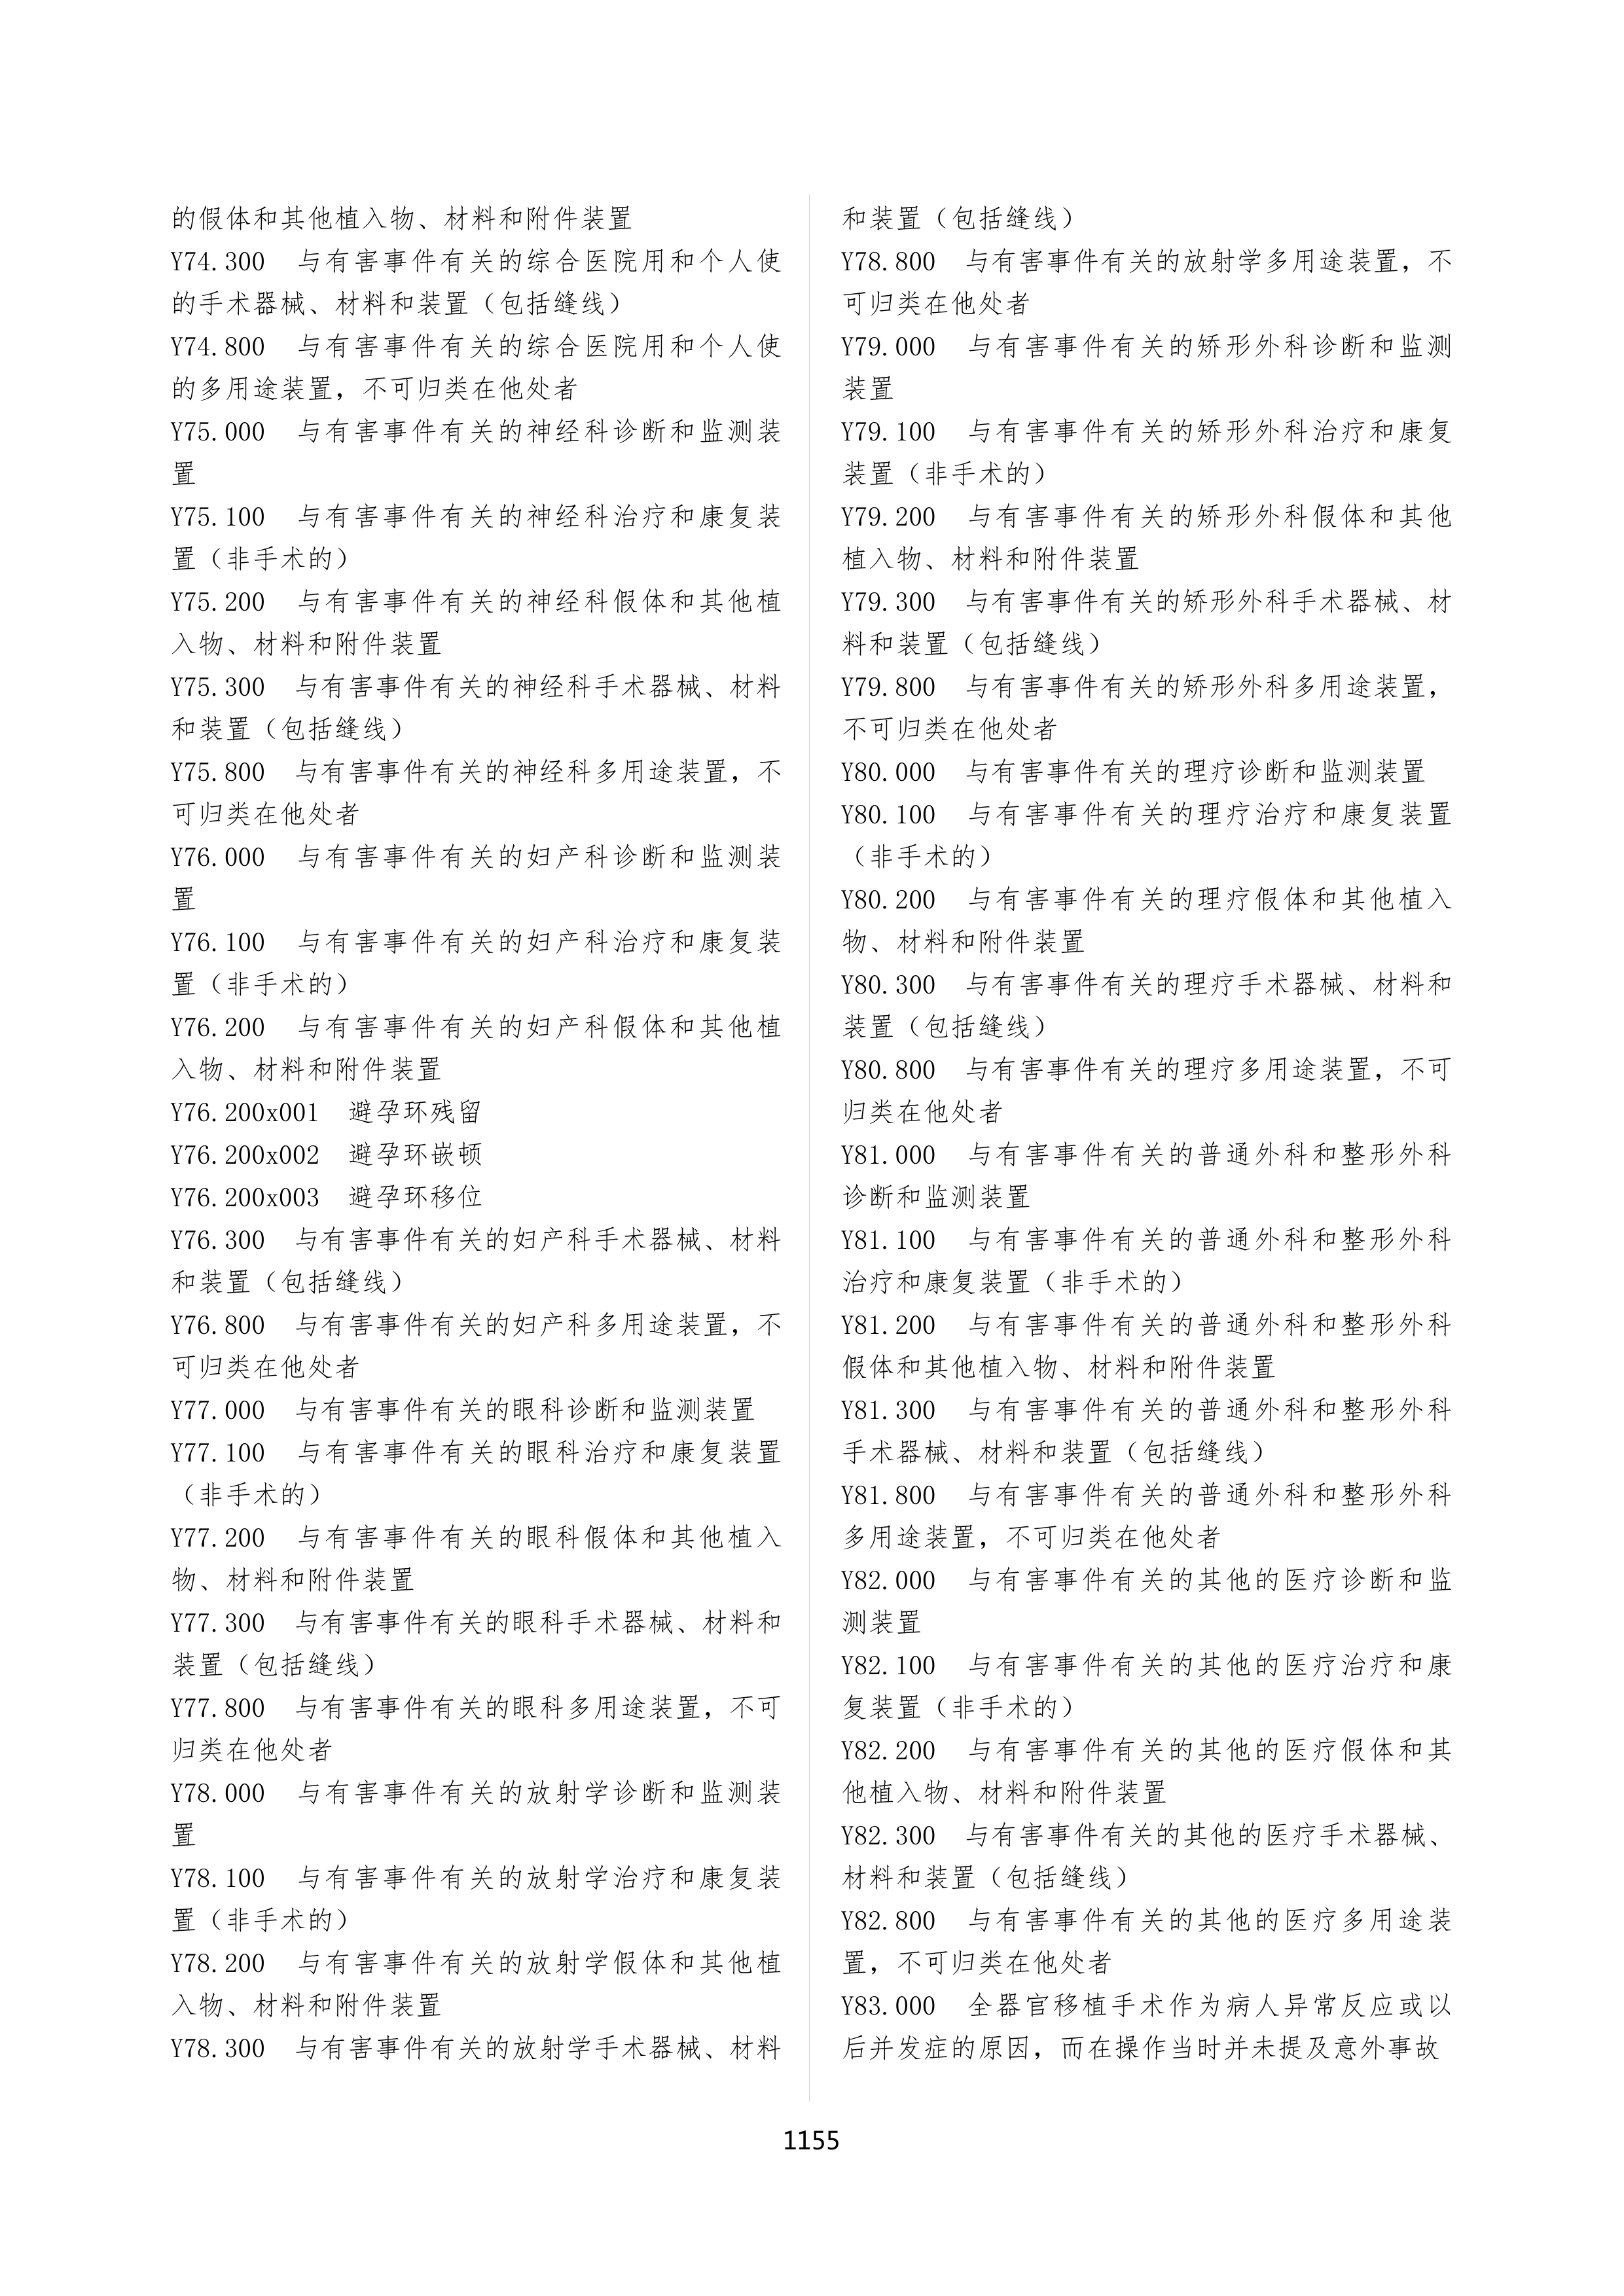 的假体和其他植入物、材料和附件装置
Y74.300 与有害事件有关的综合医院用和个人使
的手术器械、材料和装置（包括缝线）
Y74.800 与有害事件有关的综合医院用和个人使
的多用途装置，不可归类在他处者
Y75.000 与有害事件有关的神经科诊断和监测装
置
Y75.100 与有害事件有关的神经科治疗和康复装
置（非手术的）
Y75.200 与有害事件有关的神经科假体和其他植
入物、材料和附件装置
Y75.300 与有害事件有关的神经科手术器械、材料
和装置（包括缝线）
Y75.800 与有害事件有关的神经科多用途装置，不
可归类在他处者
Y76.000 与有害事件有关的妇产科诊断和监测装
置
Y76.100 与有害事件有关的妇产科治疗和康复装
置（非手术的）
Y76.200 与有害事件有关的妇产科假体和其他植
入物、材料和附件装置
Y76.200x001 避孕环残留
Y76.200x002 避孕环嵌顿
Y76.200x003 避孕环移位
Y76.300 与有害事件有关的妇产科手术器械、材料
和装置（包括缝线）
Y76.800 与有害事件有关的妇产科多用途装置，不
可归类在他处者
Y77.000 与有害事件有关的眼科诊断和监测装置
Y77.100 与有害事件有关的眼科治疗和康复装置
（非手术的）
Y77.200 与有害事件有关的眼科假体和其他植入
物、材料和附件装置
Y77.300 与有害事件有关的眼科手术器械、材料和
装置（包括缝线）
Y77.800 与有害事件有关的眼科多用途装置，不可
归类在他处者
Y78.000 与有害事件有关的放射学诊断和监测装
置
Y78.100 与有害事件有关的放射学治疗和康复装
置（非手术的）
Y78.200 与有害事件有关的放射学假体和其他植
入物、材料和附件装置
Y78.300 与有害事件有关的放射学手术器械、材料
和装置（包括缝线）
Y78.800 与有害事件有关的放射学多用途装置，不
可归类在他处者
Y79.000 与有害事件有关的矫形外科诊断和监测
装置
Y79.100 与有害事件有关的矫形外科治疗和康复
装置（非手术的）
Y79.200 与有害事件有关的矫形外科假体和其他
植入物、材料和附件装置
Y79.300 与有害事件有关的矫形外科手术器械、材
料和装置（包括缝线）
Y79.800 与有害事件有关的矫形外科多用途装置，
不可归类在他处者
Y80.000 与有害事件有关的理疗诊断和监测装置
Y80.100 与有害事件有关的理疗治疗和康复装置
（非手术的）
Y80.200 与有害事件有关的理疗假体和其他植入
物、材料和附件装置
Y80.300 与有害事件有关的理疗手术器械、材料和
装置（包括缝线）
Y80.800 与有害事件有关的理疗多用途装置，不可
归类在他处者
Y81.000 与有害事件有关的普通外科和整形外科
诊断和监测装置
Y81.100 与有害事件有关的普通外科和整形外科
治疗和康复装置（非手术的）
Y81.200 与有害事件有关的普通外科和整形外科
假体和其他植入物、材料和附件装置
Y81.300 与有害事件有关的普通外科和整形外科
手术器械、材料和装置（包括缝线）
Y81.800 与有害事件有关的普通外科和整形外科
多用途装置，不可归类在他处者
Y82.000 与有害事件有关的其他的医疗诊断和监
测装置
Y82.100 与有害事件有关的其他的医疗治疗和康
复装置（非手术的）
Y82.200 与有害事件有关的其他的医疗假体和其
他植入物、材料和附件装置
Y82.300 与有害事件有关的其他的医疗手术器械、
材料和装置（包括缝线）
Y82.800 与有害事件有关的其他的医疗多用途装
置，不可归类在他处者
Y83.000 全器官移植手术作为病人异常反应或以
后并发症的原因，而在操作当时并未提及意外事故
1155